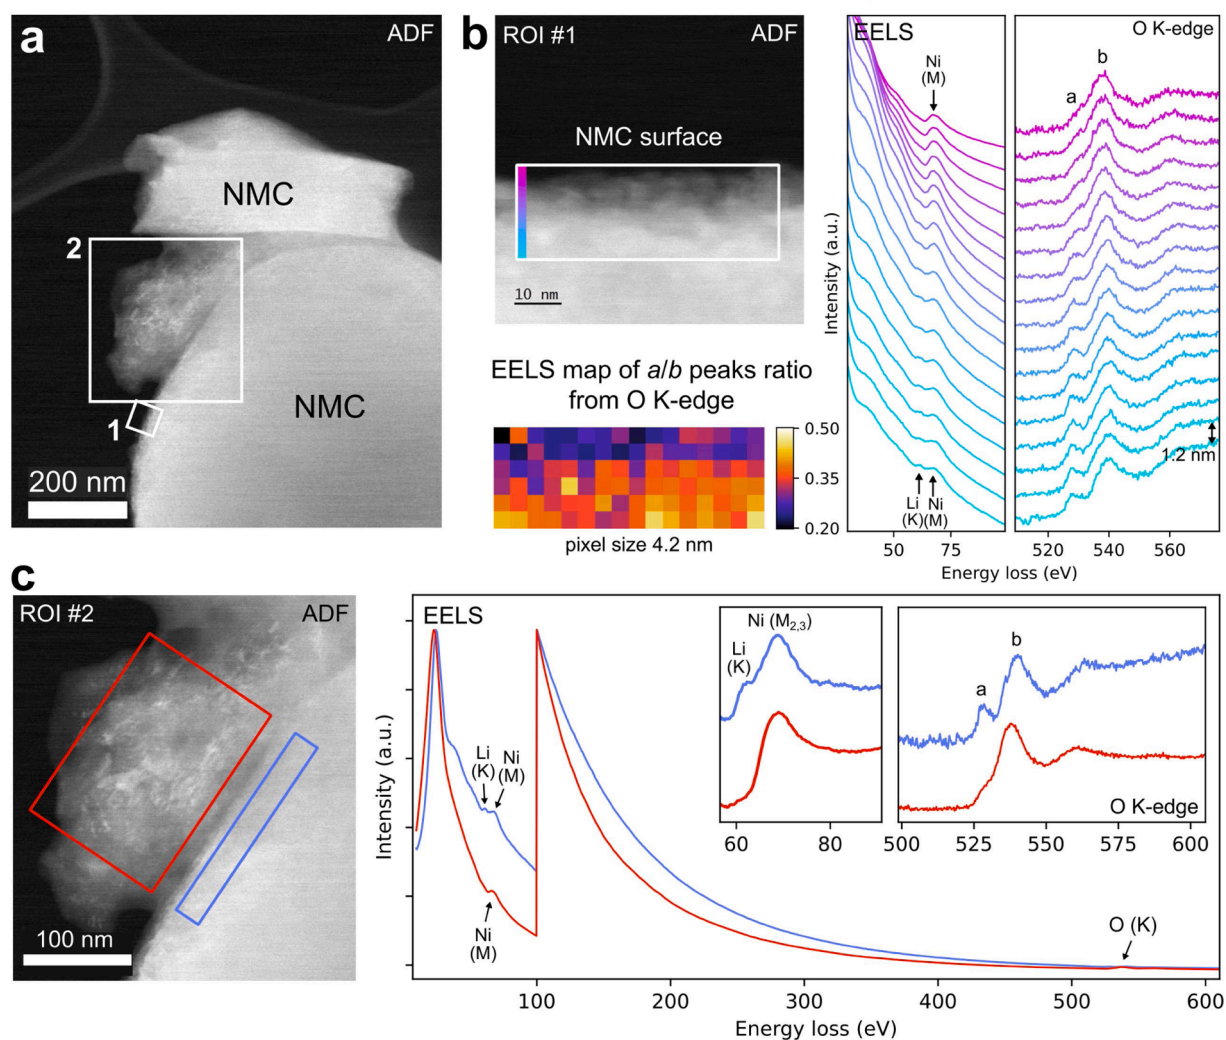 a
ADF
NMC
2
NMC
1
200 nm
b
ROI #1
ADF
NMC surface
10 nm
EELS map of a/b peaks ratio
from O K-edge
0.50
0.35
0.20
pixel size 4.2 nm
EELS
Ni
(M)
Li
(K)
Ni
(M)
Intensity (a.u.)
50
75
O K-edge
b
a
1.2 nm
520
540
560
Energy loss (eV)
c
ROI #2
ADF
100 nm
EELS
Li
(K)
Ni
(M)
Ni
(M)
Intensity (a.u.)
Ni (M2,3)
Li
(K)
60
80
b
a
O K-edge
500
525
550
575
600
O (K)
100
200
300
400
500
600
Energy loss (eV)